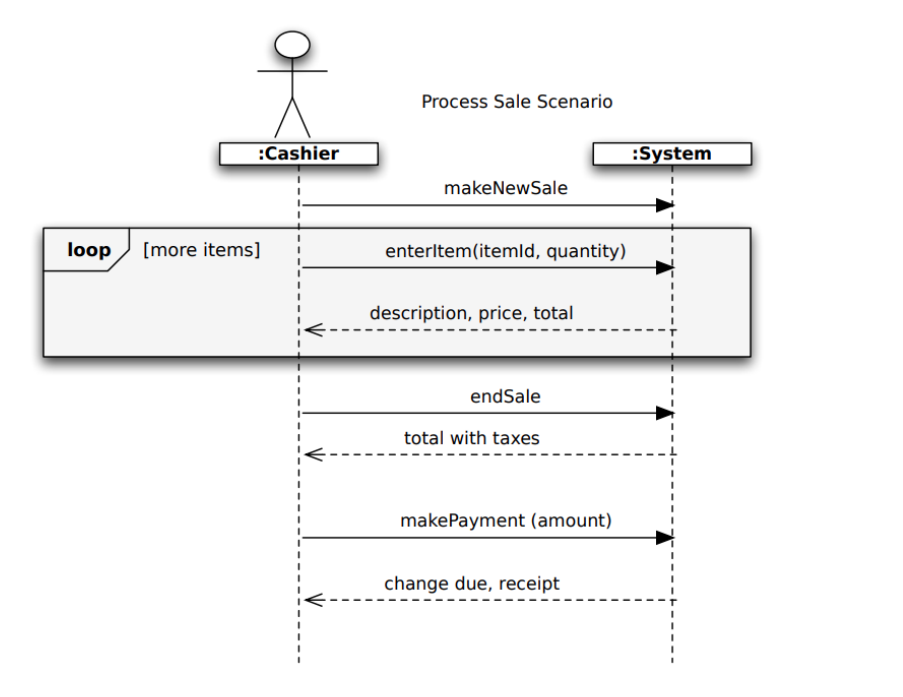 Process Sale Scenario
:Cashier
:System
makeNewSale
loop [more items]
enterItem(itemId, quantity)
description, price, total
endSale
total with taxes
makePayment (amount)
change due, receipt